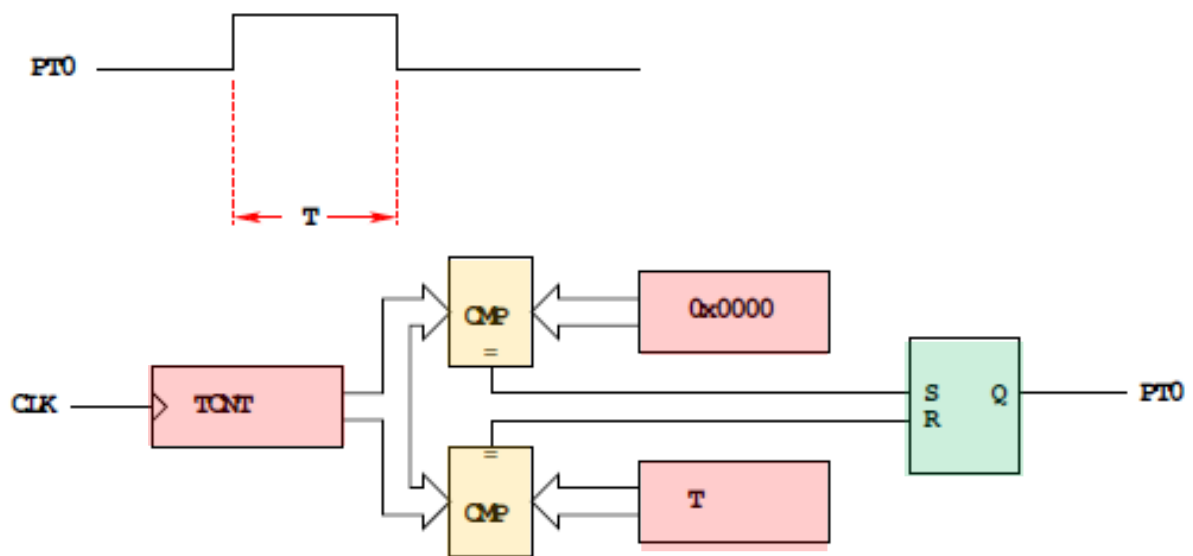 PT0
T
CMP
=
0x0000
CLK
TCNT
S
Q
PT0
R
=
CMP
T